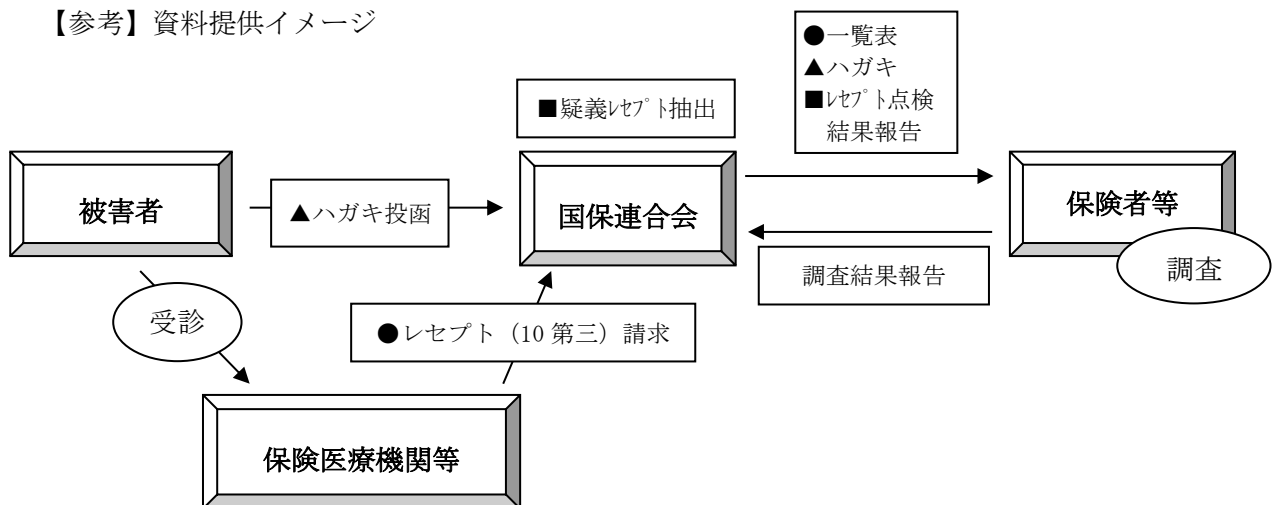 【参考】資料提供イメージ
●一覧表
▲ハガキ
■ﾚｾﾌﾟﾄ点検
結果報告
■疑義ﾚｾﾌﾟﾄ抽出
被害者
▲ハガキ投函
国保連合会
保険者等
調査
調査結果報告
受診
●レセプト（10 第三）請求
保険医療機関等